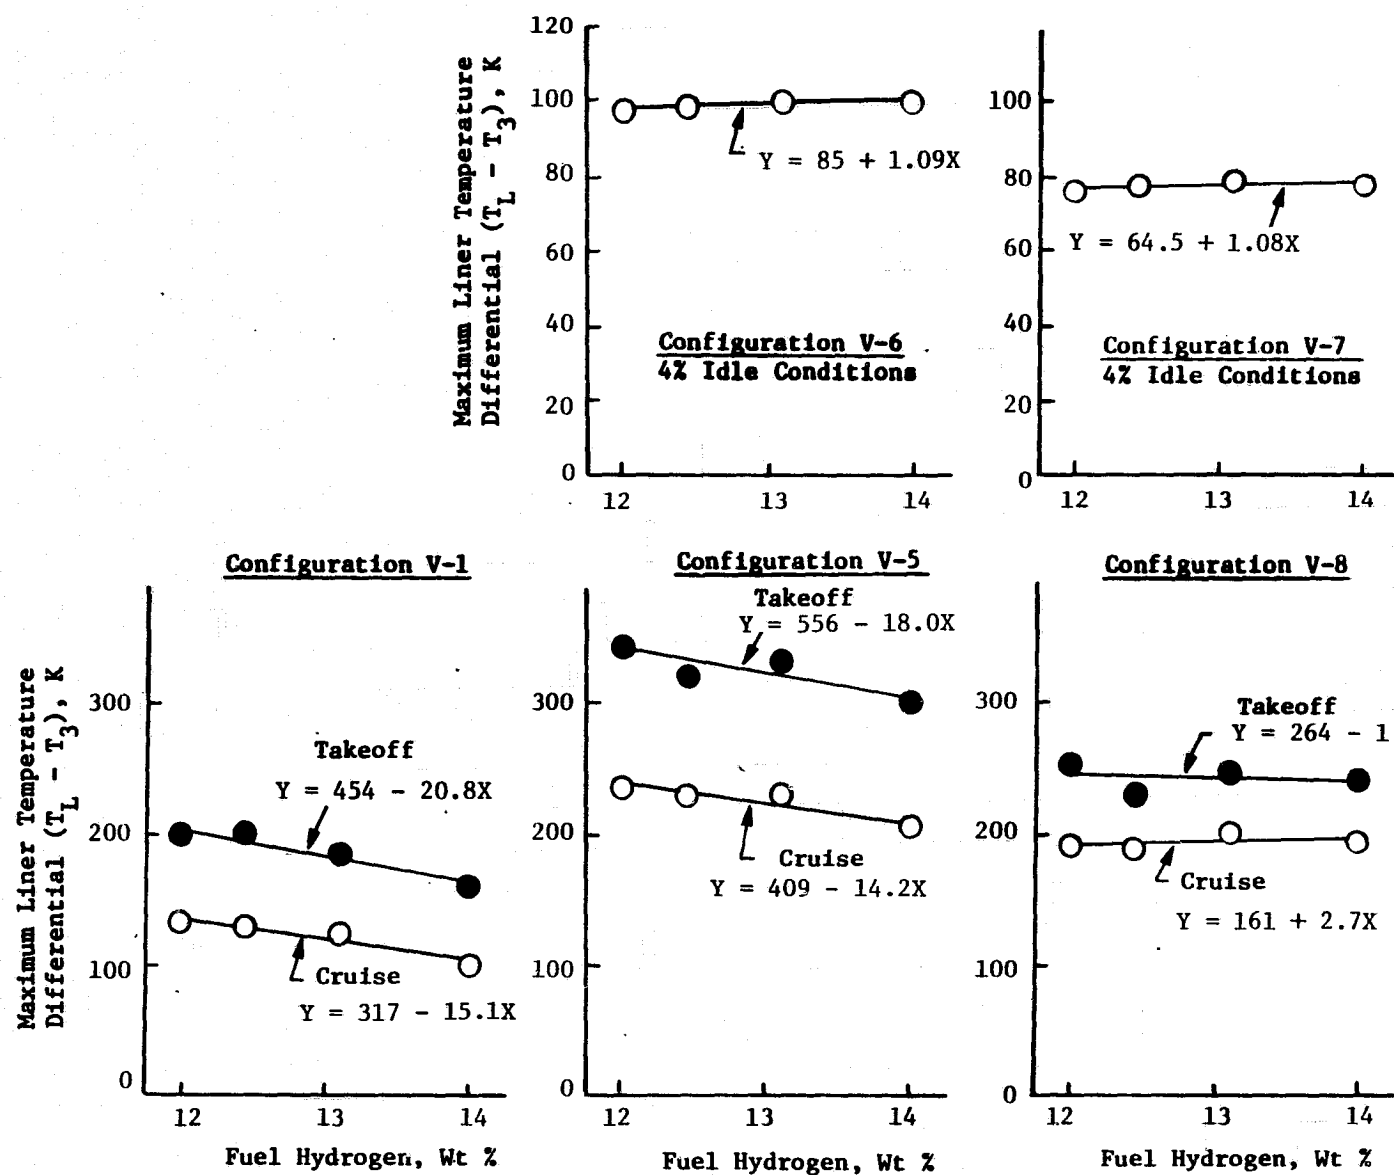 Maximum Liner Temperature
Differential (T_L - T_3), K
120
100
80
60
40
20
0
12
13
14
Y = 85 + 1.09X
Configuration V-6
4% Idle Conditions
100
80
60
40
20
0
12
13
14
Y = 64.5 + 1.08X
Configuration V-7
4% Idle Conditions
Maximum Liner Temperature
Differential (T_L - T_3), K
Configuration V-1
300
200
100
0
12
13
14
Takeoff
Y = 454 - 20.8X
Cruise
Y = 317 - 15.1X
Fuel Hydrogen, Wt %
Configuration V-5
300
200
100
0
12
13
14
Takeoff
Y = 556 - 18.0X
Cruise
Y = 409 - 14.2X
Fuel Hydrogen, Wt %
Configuration V-8
300
200
100
0
12
13
14
Takeoff
Y = 264 - 1
Cruise
Y = 161 + 2.7X
Fuel Hydrogen, Wt %